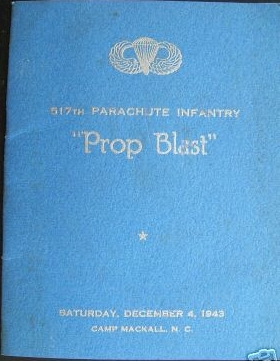 517TH PARACHUTE INFANTRY
"Prop Blast"
SATURDAY, DECEMBER 4, 1943
CAMP MACKALL, N. C.